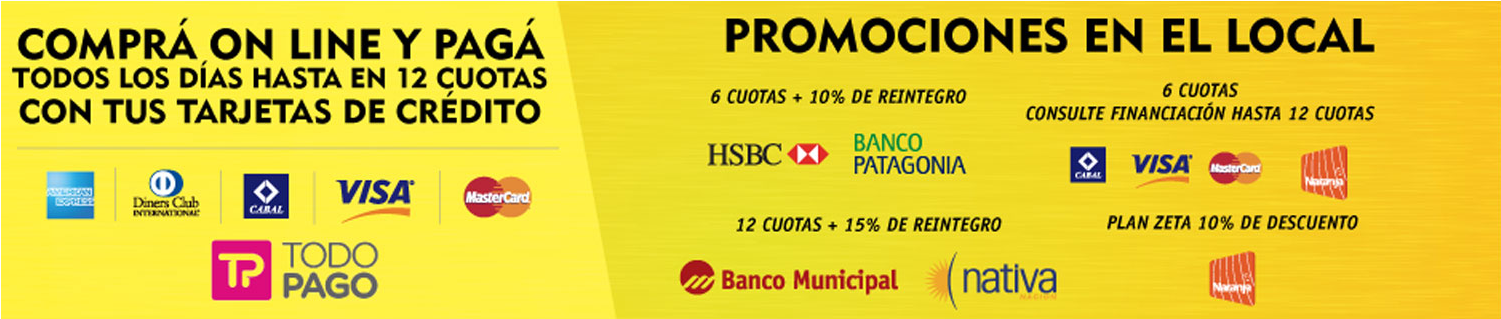 COMPRÁ ON LINE Y PAGÁ
TODOS LOS DÍAS HASTA EN 12 CUOTAS
CON TUS TARJETAS DE CRÉDITO
AMERICAN EXPRESS
Diners Club
INTERNATIONAL
CABAL
VISA
MasterCard
TP TODO
PAGO
PROMOCIONES EN EL LOCAL
6 CUOTAS + 10% DE REINTEGRO
HSBC
BANCO
PATAGONIA
6 CUOTAS
CONSULTE FINANCIACIÓN HASTA 12 CUOTAS
CABAL
VISA
MasterCard
Naranja
12 CUOTAS + 15% DE REINTEGRO
Banco Municipal
nativa
NACION
PLAN ZETA 10% DE DESCUENTO
Naranja